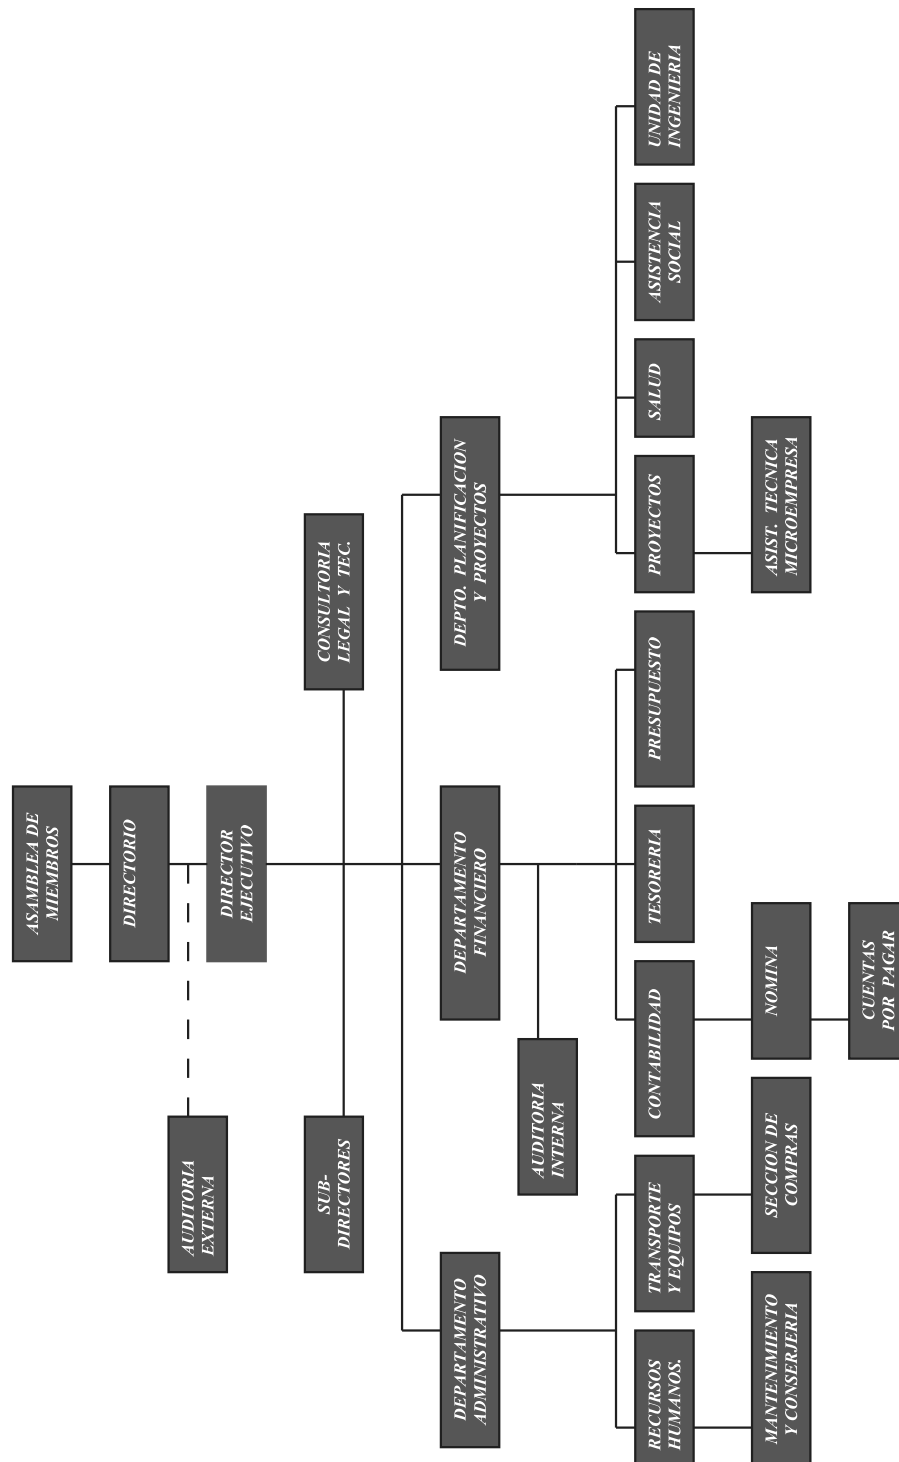 ASAMBLEA DE
MIEMBROS
DIRECTORIO
AUDITORIA
EXTERNA
DIRECTOR
EJECUTIVO
SUB-
DIRECTORES
CONSULTORIA
LEGAL Y TEC.
DEPARTAMENTO
ADMINISTRATIVO
DEPARTAMENTO
FINANCIERO
DEPTO. PLANIFICACION
Y PROYECTOS
AUDITORIA
INTERNA
RECURSOS
HUMANOS.
TRANSPORTE
Y EQUIPOS
CONTABILIDAD
TESORERIA
PRESUPUESTO
PROYECTOS
SALUD
ASISTENCIA
SOCIAL
UNIDAD DE
INGENIERIA
MANTENIMIENTO
Y CONSERJERIA
SECCION DE
COMPRAS
NOMINA
ASIST. TECNICA
MICROEMPRESA
CUENTAS
POR PAGAR